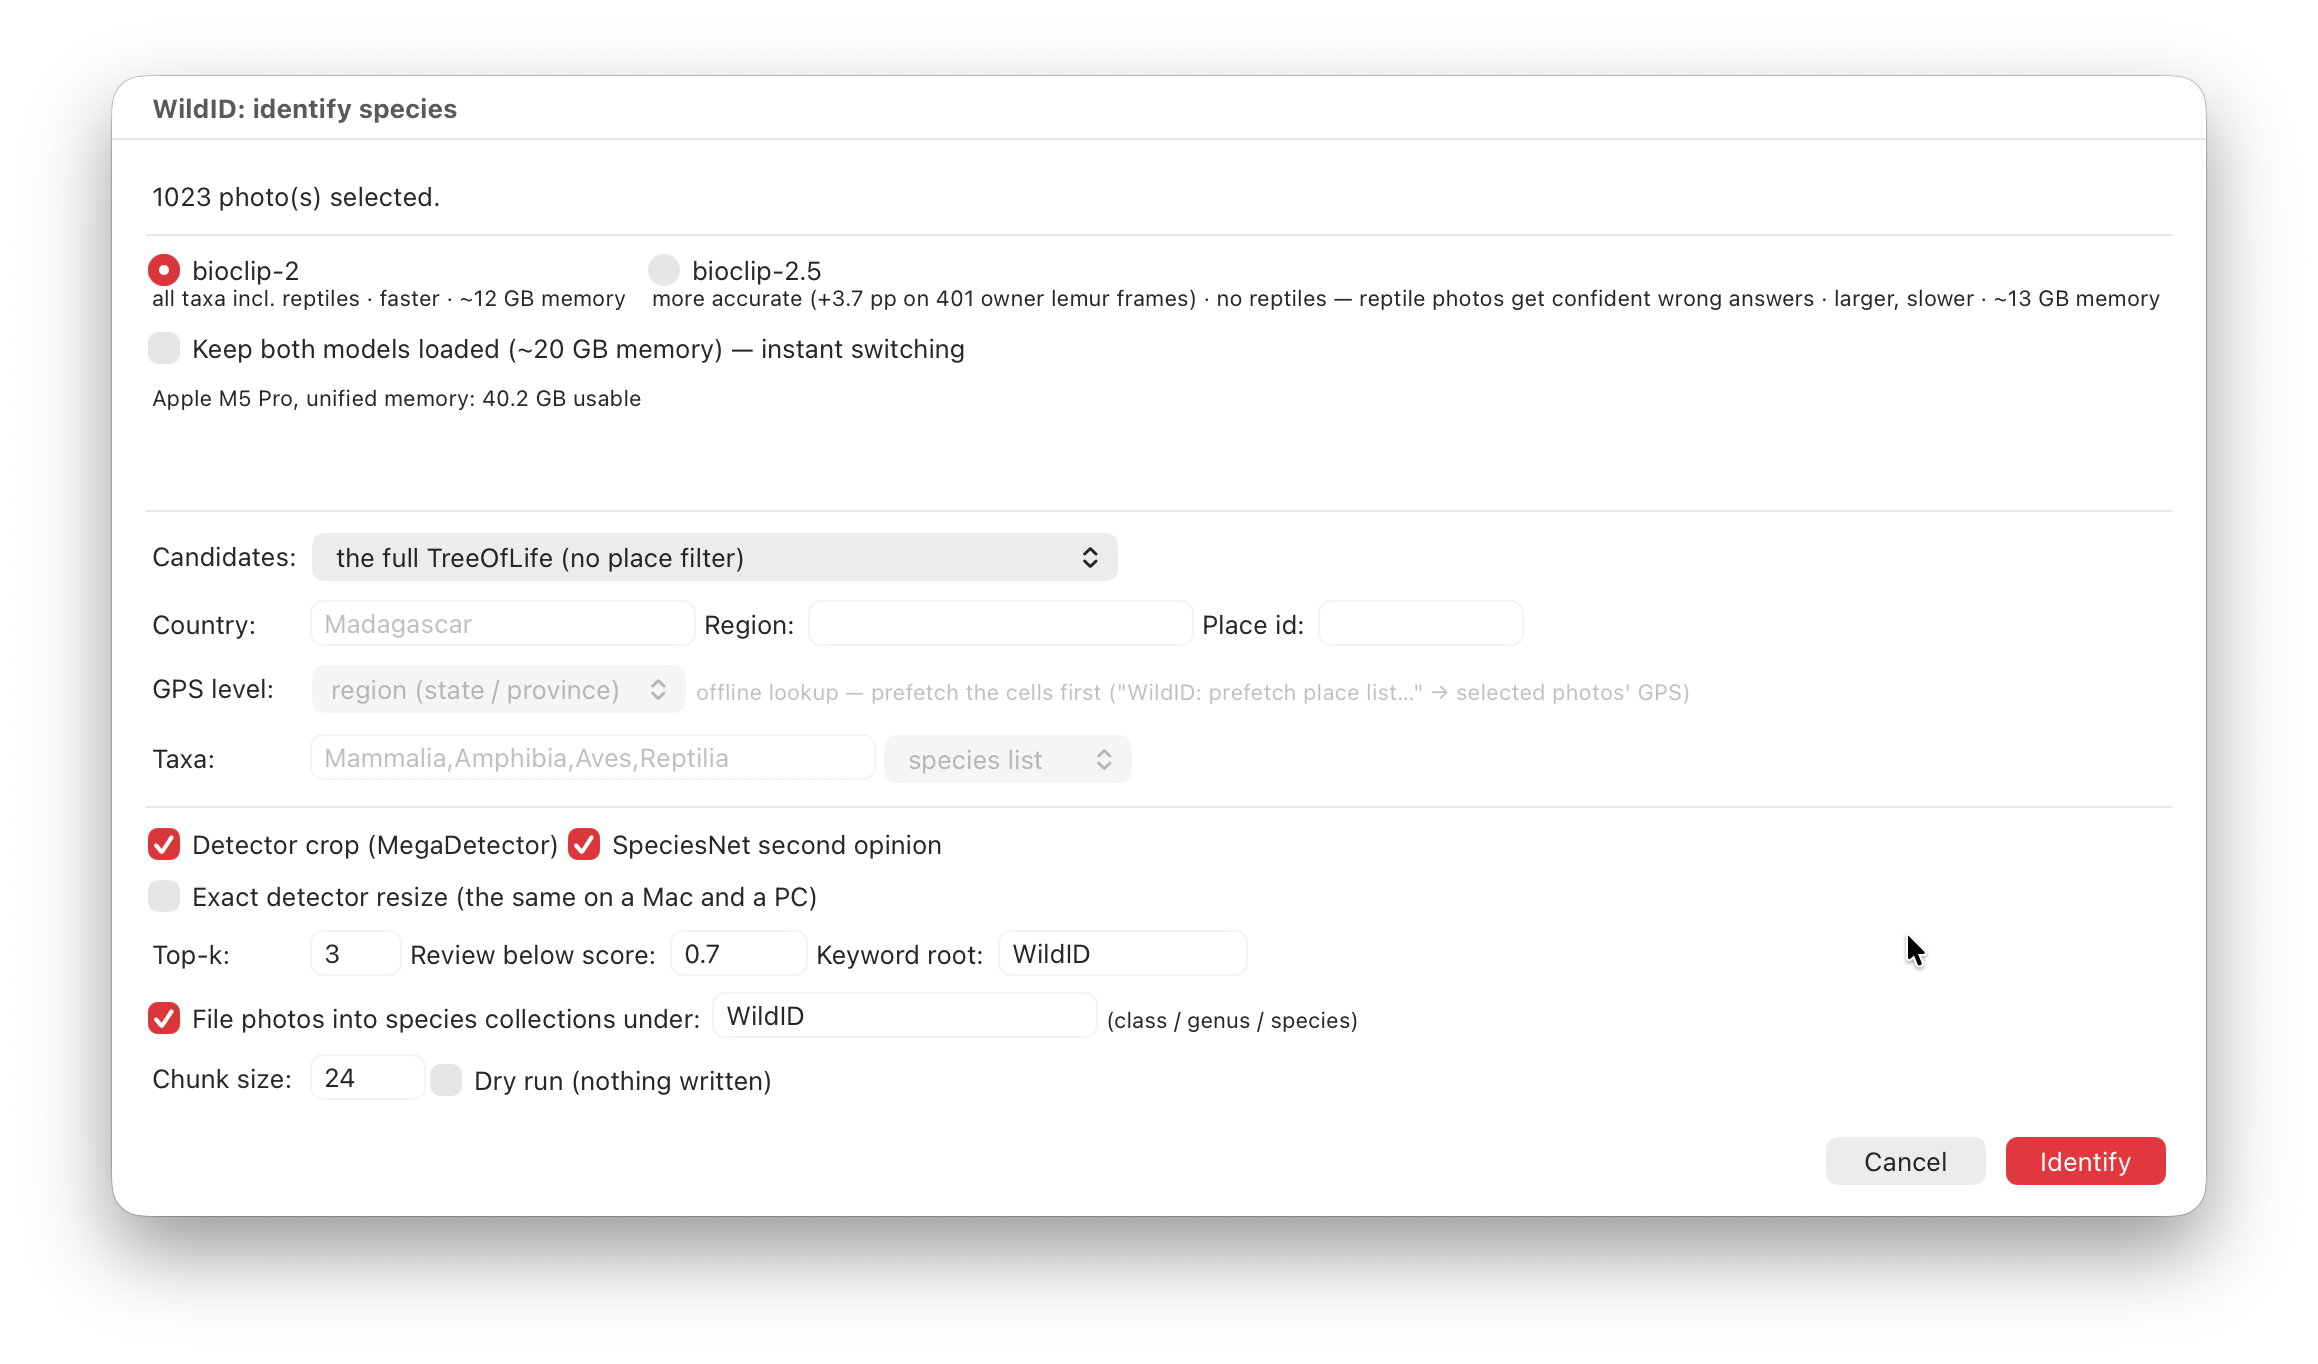 WildID: identify species
1023 photo(s) selected.
bioclip-2 bioclip-2.5
all taxa incl. reptiles · faster · ~12 GB memory more accurate (+3.7 pp on 401 owner lemur frames) · no reptiles — reptile photos get confident wrong answers · larger, slower · ~13 GB memory
Keep both models loaded (~20 GB memory) — instant switching
Apple M5 Pro, unified memory: 40.2 GB usable
Candidates: the full TreeOfLife (no place filter)
Country: Madagascar Region: Place id:
GPS level: region (state / province) offline lookup — prefetch the cells first ("WildID: prefetch place list..." → selected photos' GPS)
Taxa: Mammalia,Amphibia,Aves,Reptilia species list
Detector crop (MegaDetector) SpeciesNet second opinion
Exact detector resize (the same on a Mac and a PC)
Top-k: 3 Review below score: 0.7 Keyword root: WildID
File photos into species collections under: WildID (class / genus / species)
Chunk size: 24 Dry run (nothing written)
Cancel Identify